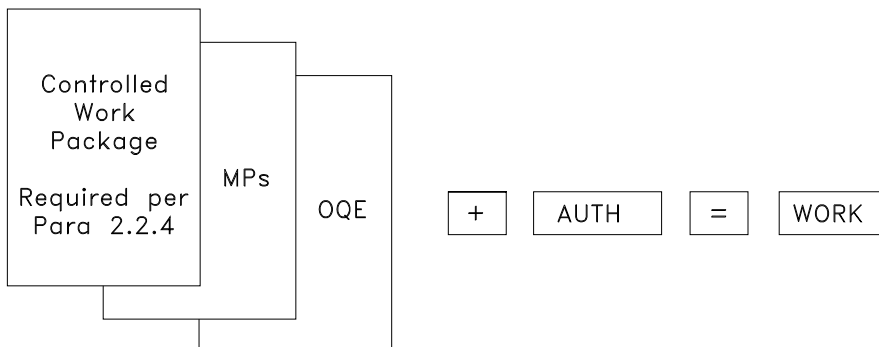 Controlled
Work
Package
Required per
Para 2.2.4
MPs
OQE
+
AUTH
=
WORK